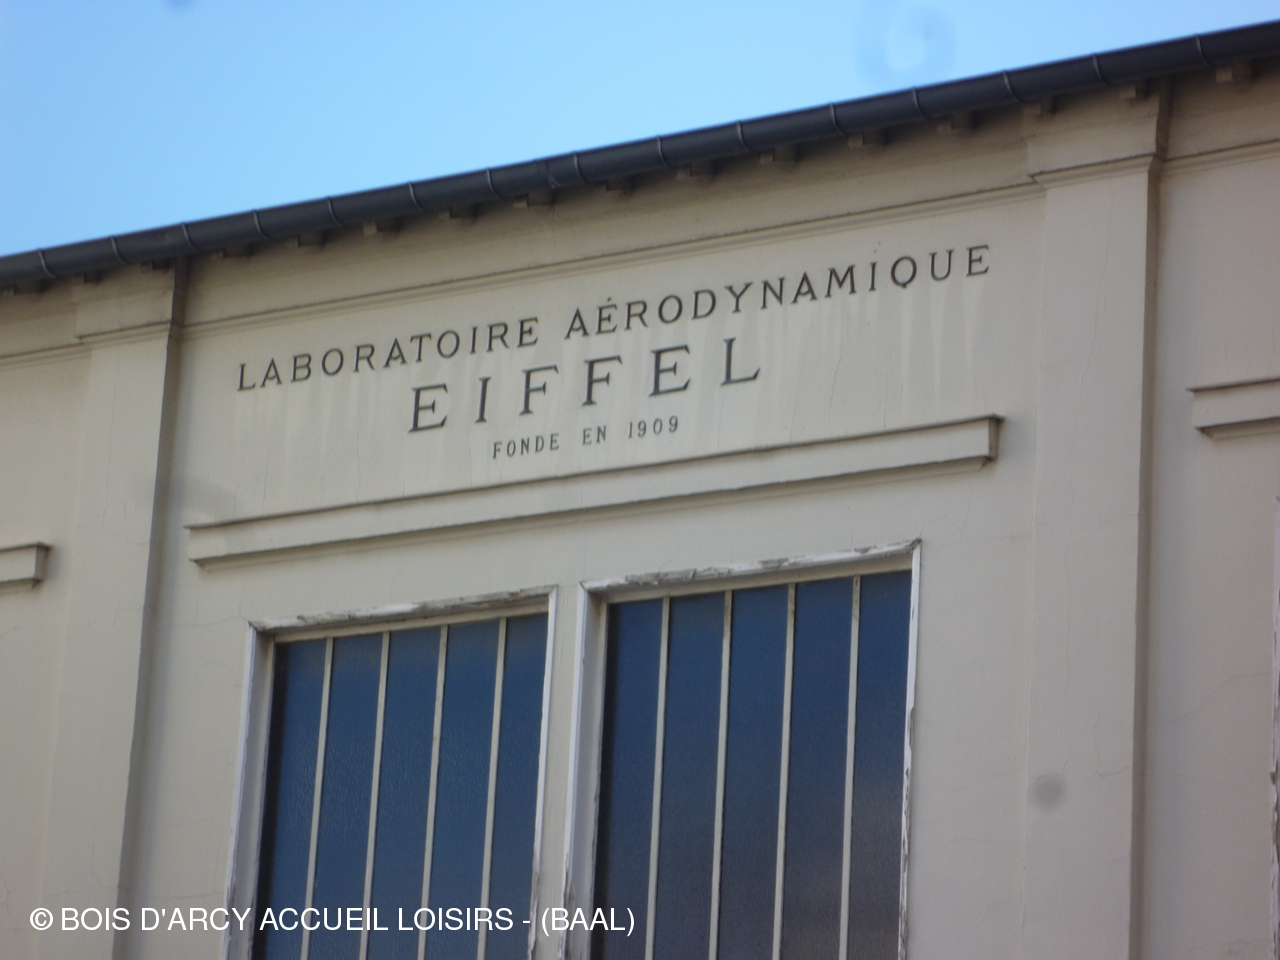 LABORATOIRE AÉRODYNAMIQUE
EIFFEL
FONDE EN 1909
© BOIS D'ARCY ACCUEIL LOISIRS - (BAAL)